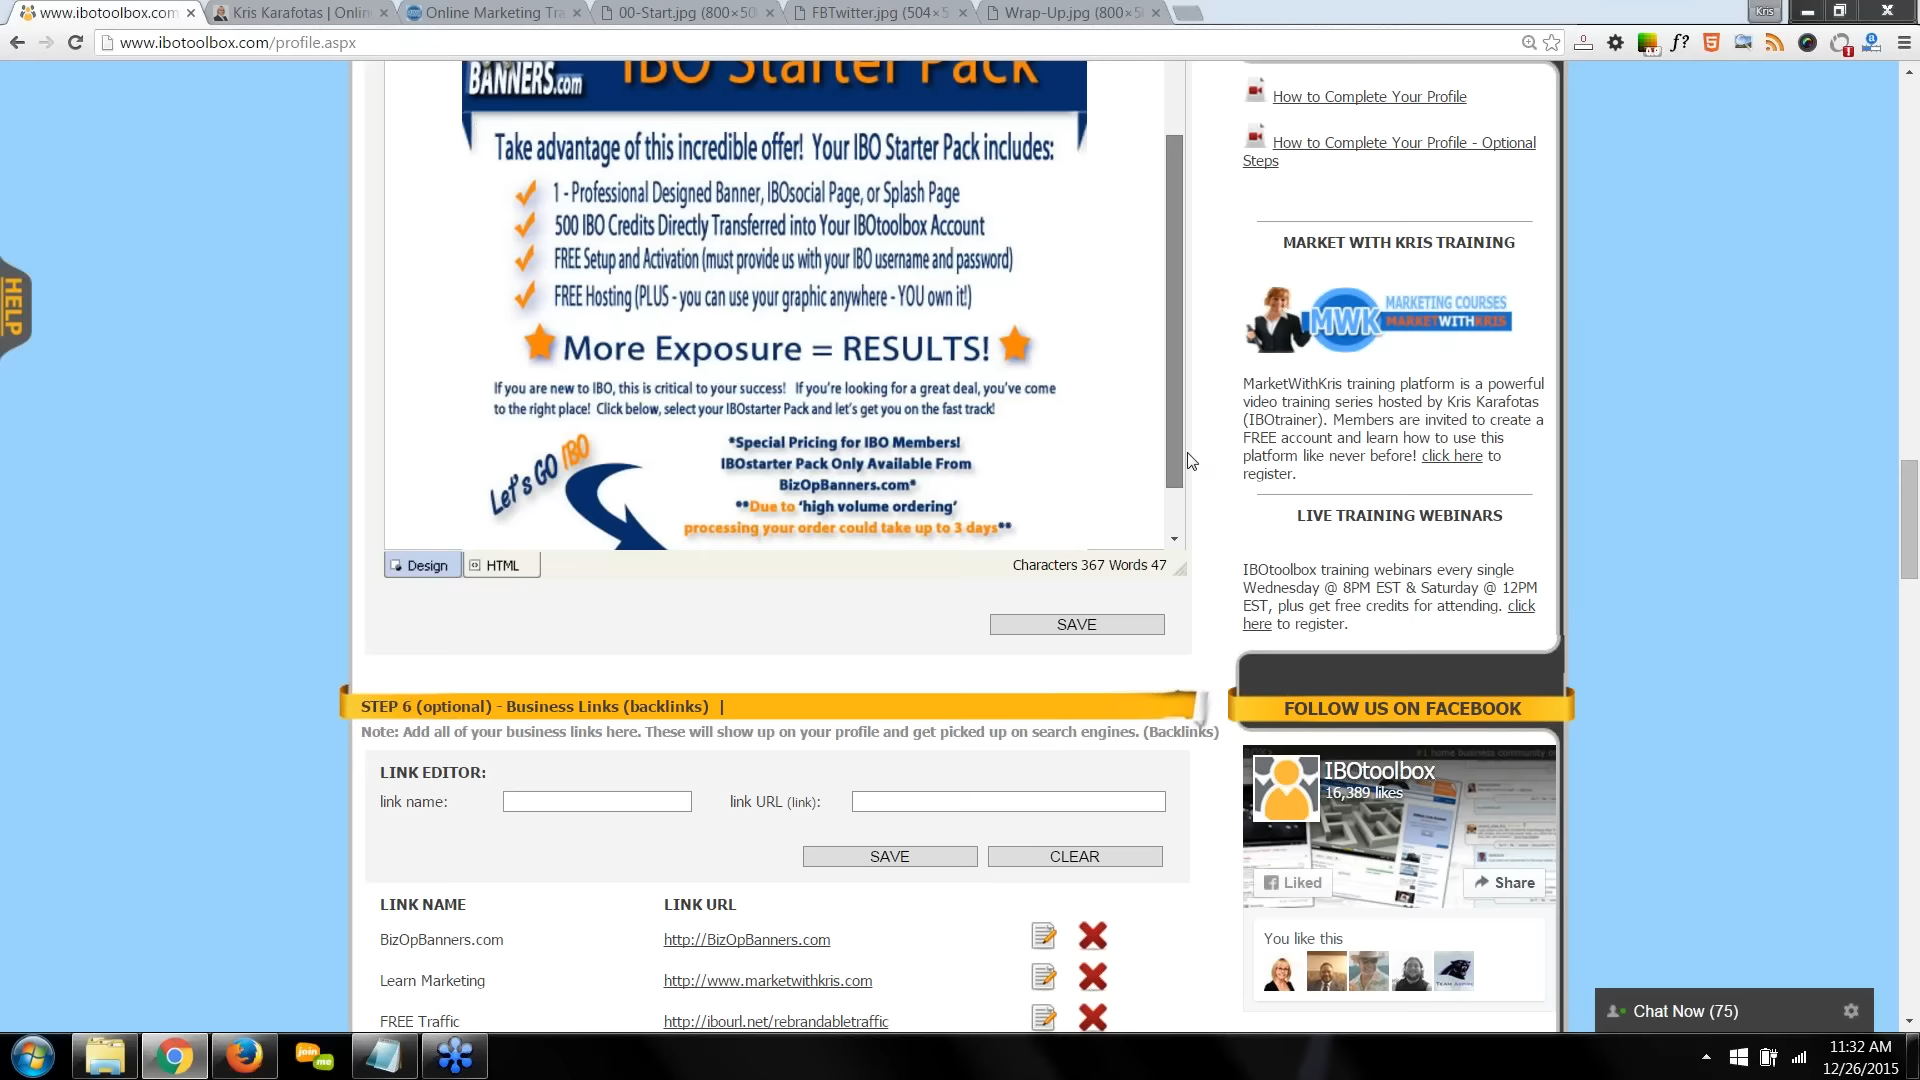 www.ibotoolbox.com
Kris Karafotas | Onlin
Online Marketing Tra
00-Start.jpg (800×50
FBTwitter.jpg (504×5
Wrap-Up.jpg (800×5
Kris
www.ibotoolbox.com/profile.aspx
HELP
BANNERS.com
IBO Starter Pack
Take advantage of this incredible offer! Your IBO Starter Pack includes:
1 - Professional Designed Banner, IBOsocial Page, or Splash Page
500 IBO Credits Directly Transferred into Your IBOtoolbox Account
FREE Setup and Activation (must provide us with your IBO username and password)
FREE Hosting (PLUS - you can use your graphic anywhere - YOU own it!)
More Exposure = RESULTS!
If you are new to IBO, this is critical to your success! If you're looking for a great deal, you've come
to the right place! Click below, select your IBOstarter Pack and let's get you on the fast track!
Let's GO IBO
*Special Pricing for IBO Members!
IBOstarter Pack Only Available From
BizOpBanners.com*
**Due to 'high volume ordering'
processing your order could take up to 3 days**
Design
HTML
Characters 367 Words 47
SAVE
STEP 6 (optional) - Business Links (backlinks) |
Note: Add all of your business links here. These will show up on your profile and get picked up on search engines. (Backlinks)
LINK EDITOR:
link name:
link URL (link):
SAVE
CLEAR
LINK NAME
LINK URL
BizOpBanners.com
http://BizOpBanners.com
Learn Marketing
http://www.marketwithkris.com
FREE Traffic
http://ibourl.net/rebrandabletraffic
How to Complete Your Profile
How to Complete Your Profile - Optional
Steps
MARKET WITH KRIS TRAINING
MWK
MARKETING COURSES
MARKETWITHKRIS
MarketWithKris training platform is a powerful
video training series hosted by Kris Karafotas
(IBOtrainer). Members are invited to create a
FREE account and learn how to use this
platform like never before! click here to
register.
LIVE TRAINING WEBINARS
IBOtoolbox training webinars every single
Wednesday @ 8PM EST & Saturday @ 12PM
EST, plus get free credits for attending. click
here to register.
FOLLOW US ON FACEBOOK
IBOtoolbox
16,389 likes
Liked
Share
You like this
Chat Now (75)
join
me
11:32 AM
12/26/2015